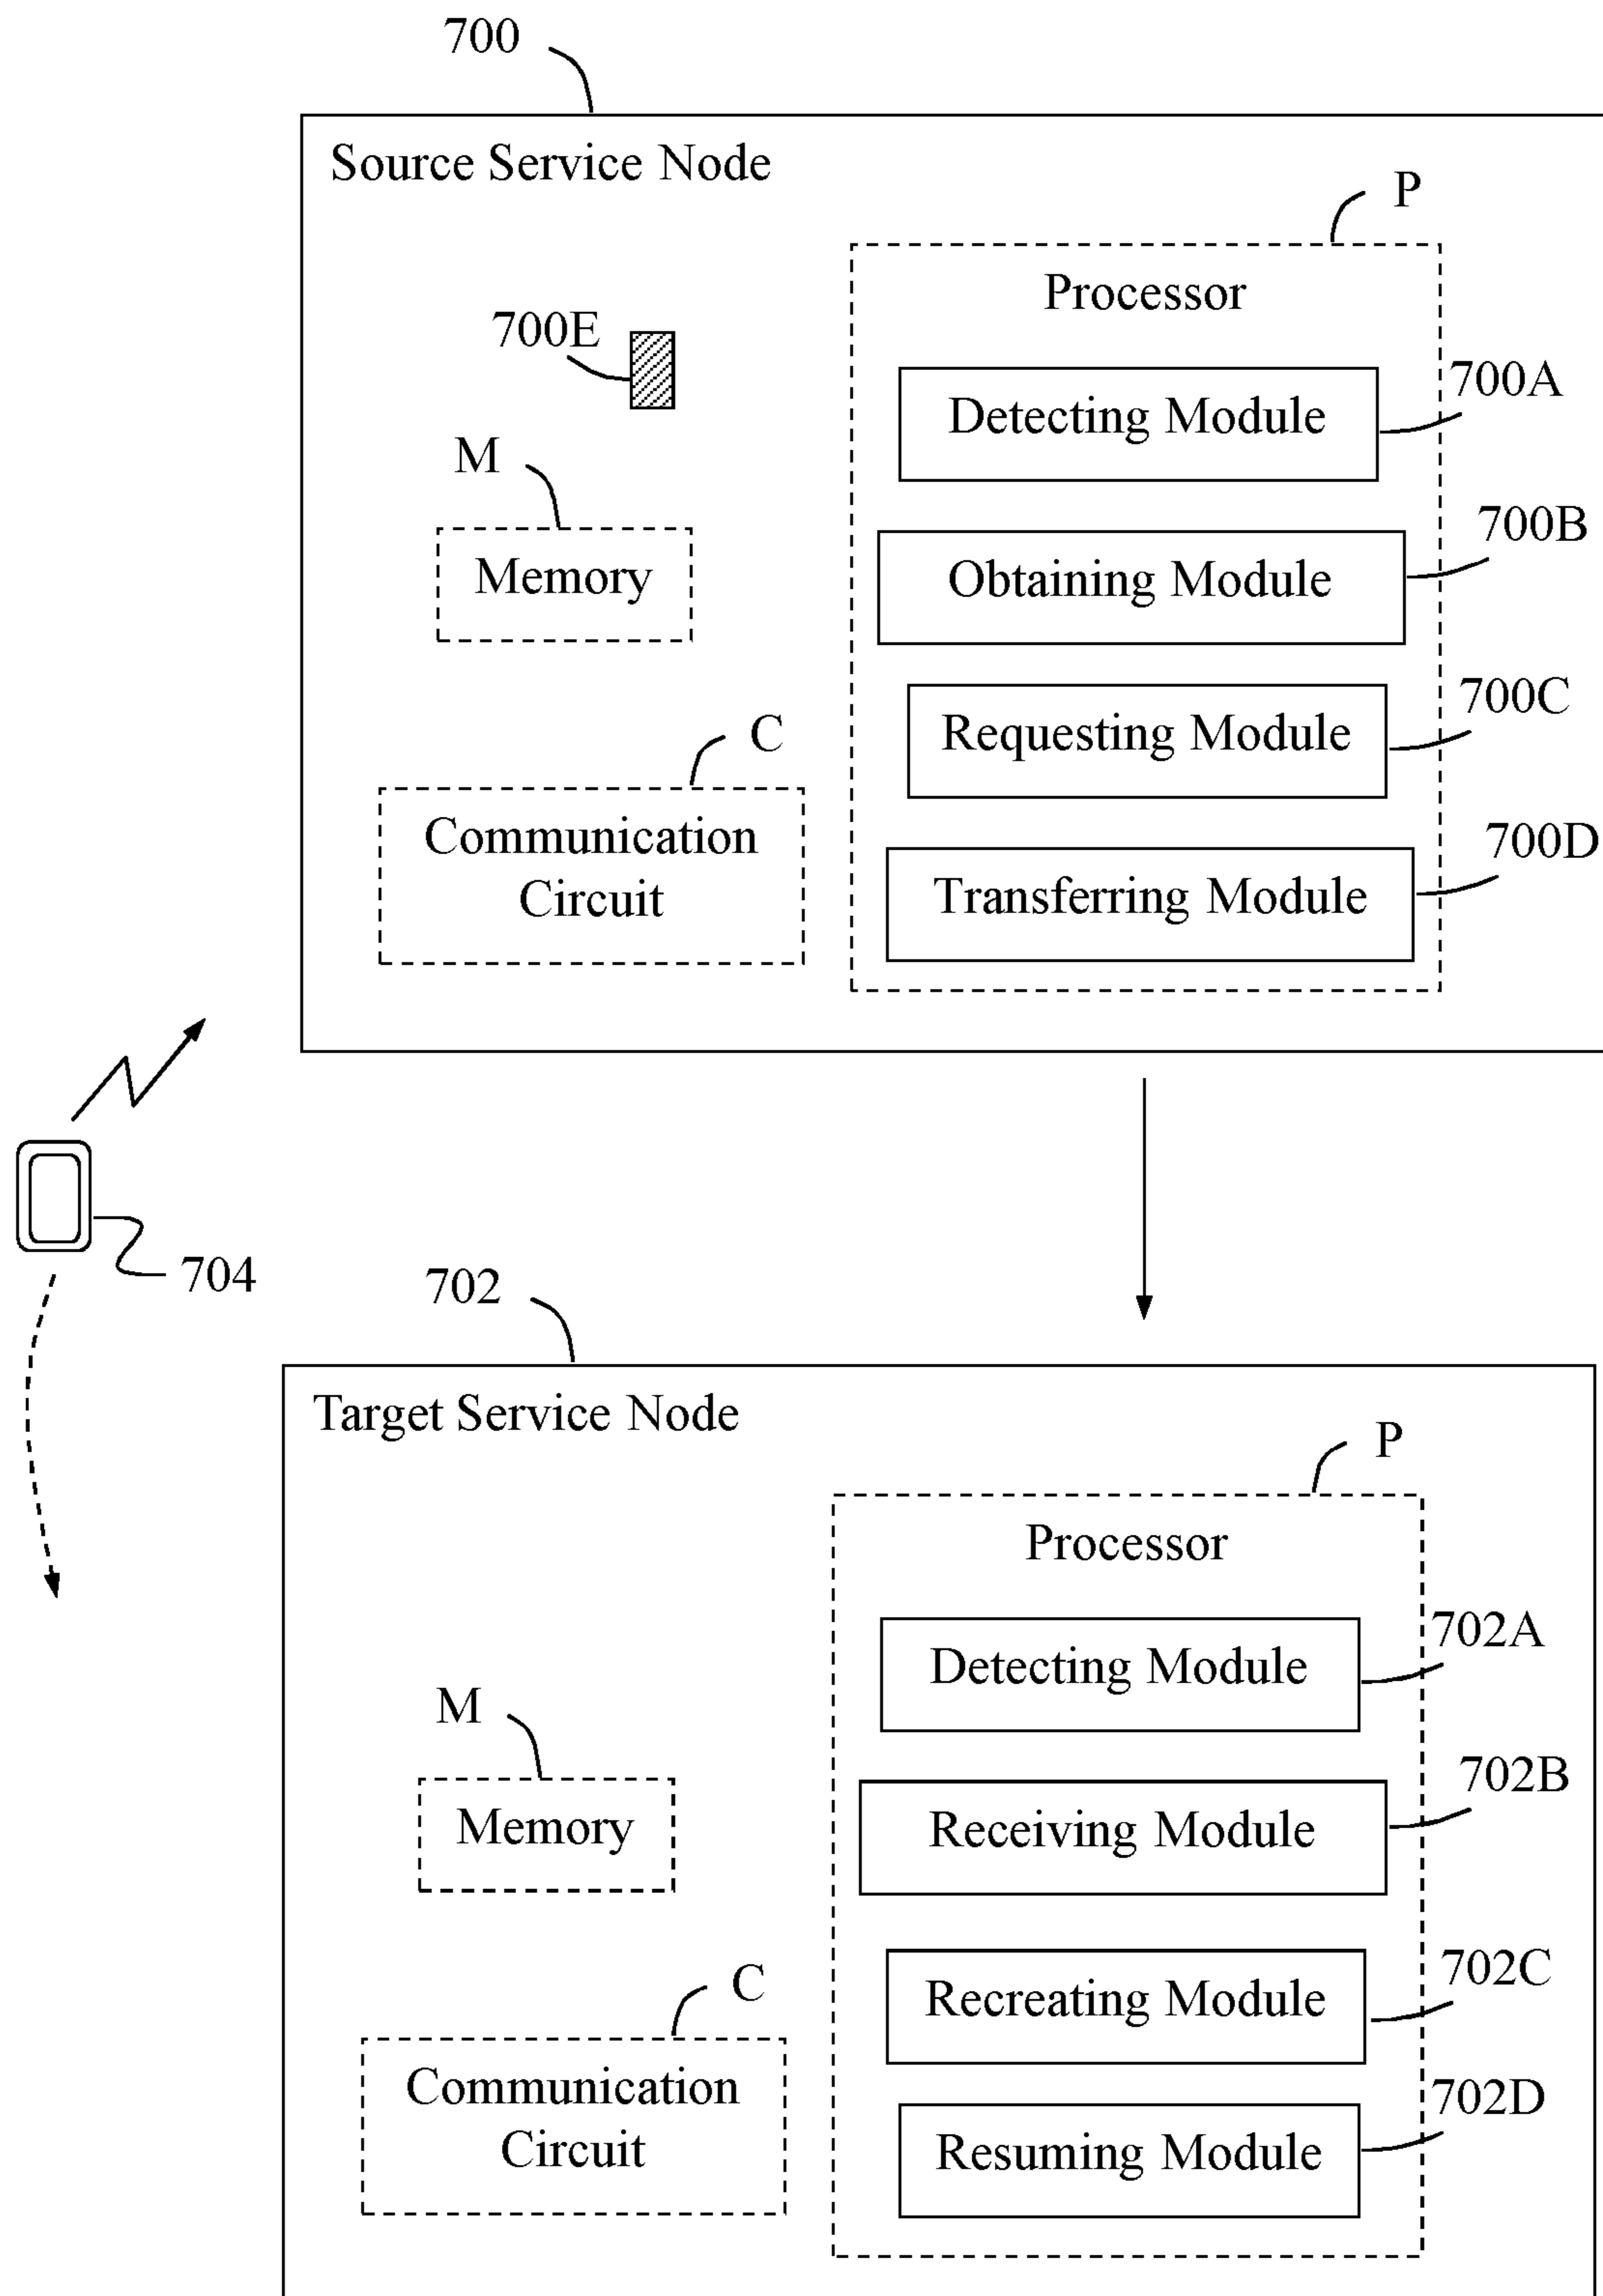 700
Source Service Node
P
Processor
700E
700A
Detecting Module
M
700B
Memory
Obtaining Module
700C
Requesting Module
C
Communication
Circuit
700D
Transferring Module
704
702
Target Service Node
P
Processor
702A
Detecting Module
M
702B
Memory
Receiving Module
702C
Recreating Module
C
Communication
Circuit
702D
Resuming Module